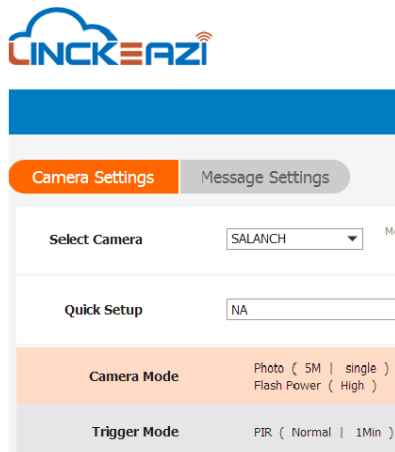 LINCKEAZI
Camera Settings Message Settings
Select Camera SALANCH
Quick Setup NA
Camera Mode Photo ( 5M | single )
Flash Power ( High )
Trigger Mode PIR ( Normal | 1Min )